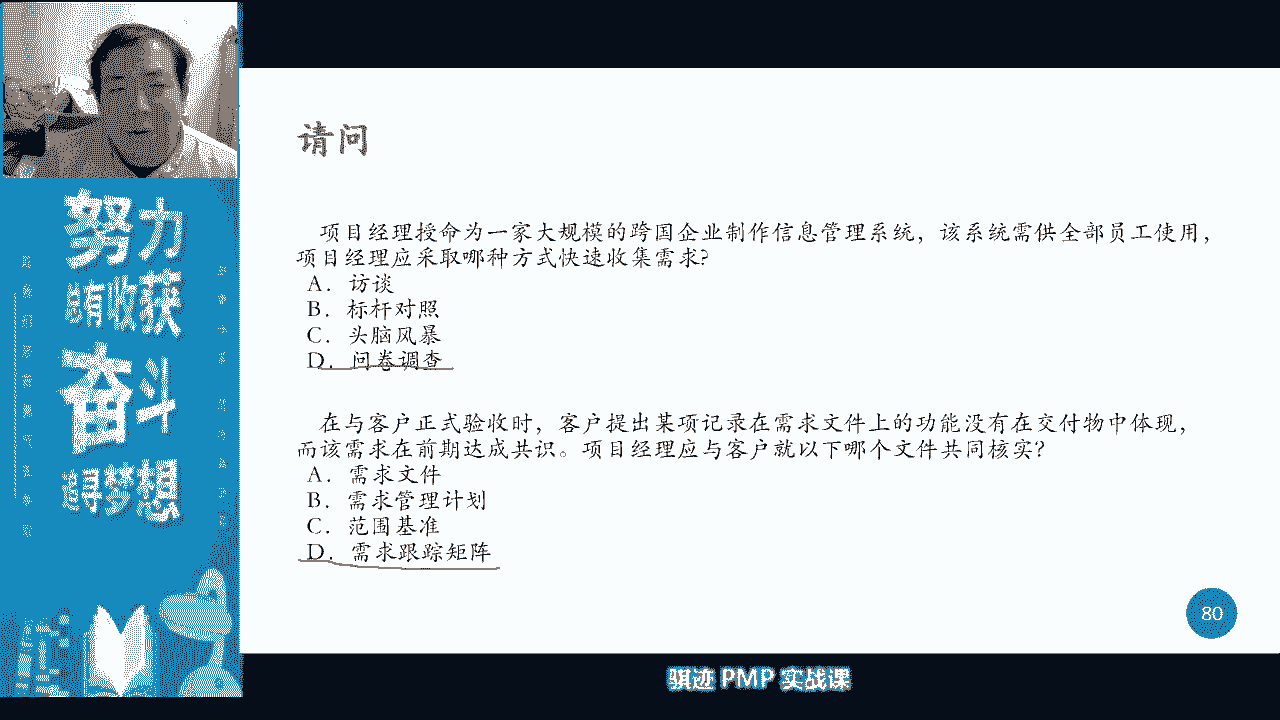 请问
项目经理授命为一家大规模的跨国企业制作信息管理系统，该系统需供全部员工使用，
项目经理应采取哪种方式快速收集需求?
A. 访谈
B. 标杆对照
C. 头脑风暴
D. 问卷调查
在与客户正式验收时，客户提出某项记录在需求文件上的功能没有在交付物中体现，
而该需求在前期达成共识。项目经理应与客户就以下哪个文件共同核实?
A. 需求文件
B. 需求管理计划
C. 范围基准
D. 需求跟踪矩阵
80
骐迹 PMP 实战课
努力
总有收获
奋斗
追寻梦想